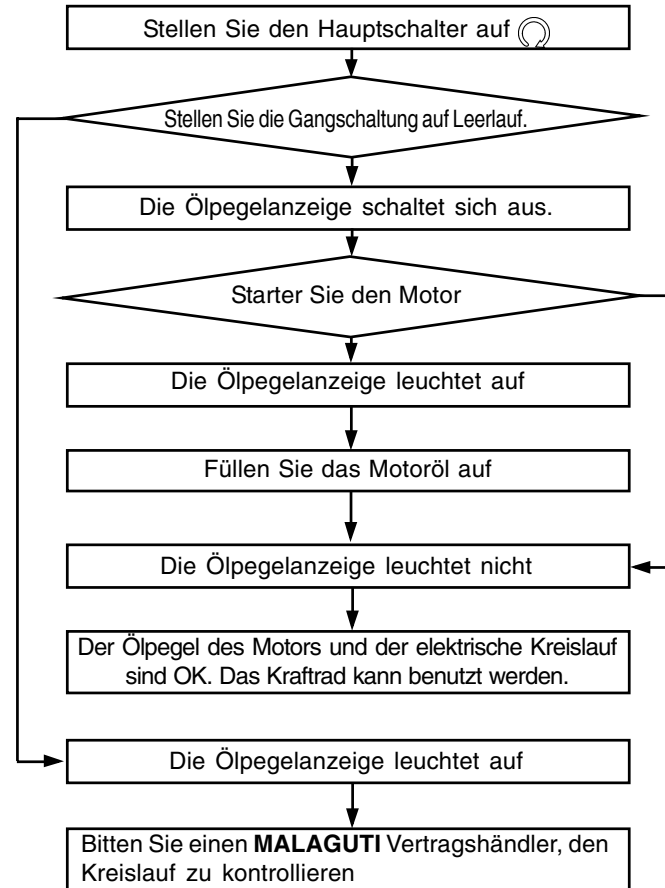 Stellen Sie den Hauptschalter auf
Stellen Sie die Gangschaltung auf Leerlauf.
Die Ölpegelanzeige schaltet sich aus.
Starter Sie den Motor
Die Ölpegelanzeige leuchtet auf
Füllen Sie das Motoröl auf
Die Ölpegelanzeige leuchtet nicht
Der Ölpegel des Motors und der elektrische Kreislauf
sind OK. Das Kraftrad kann benutzt werden.
Die Ölpegelanzeige leuchtet auf
Bitten Sie einen MALAGUTI Vertragshändler, den
Kreislauf zu kontrollieren